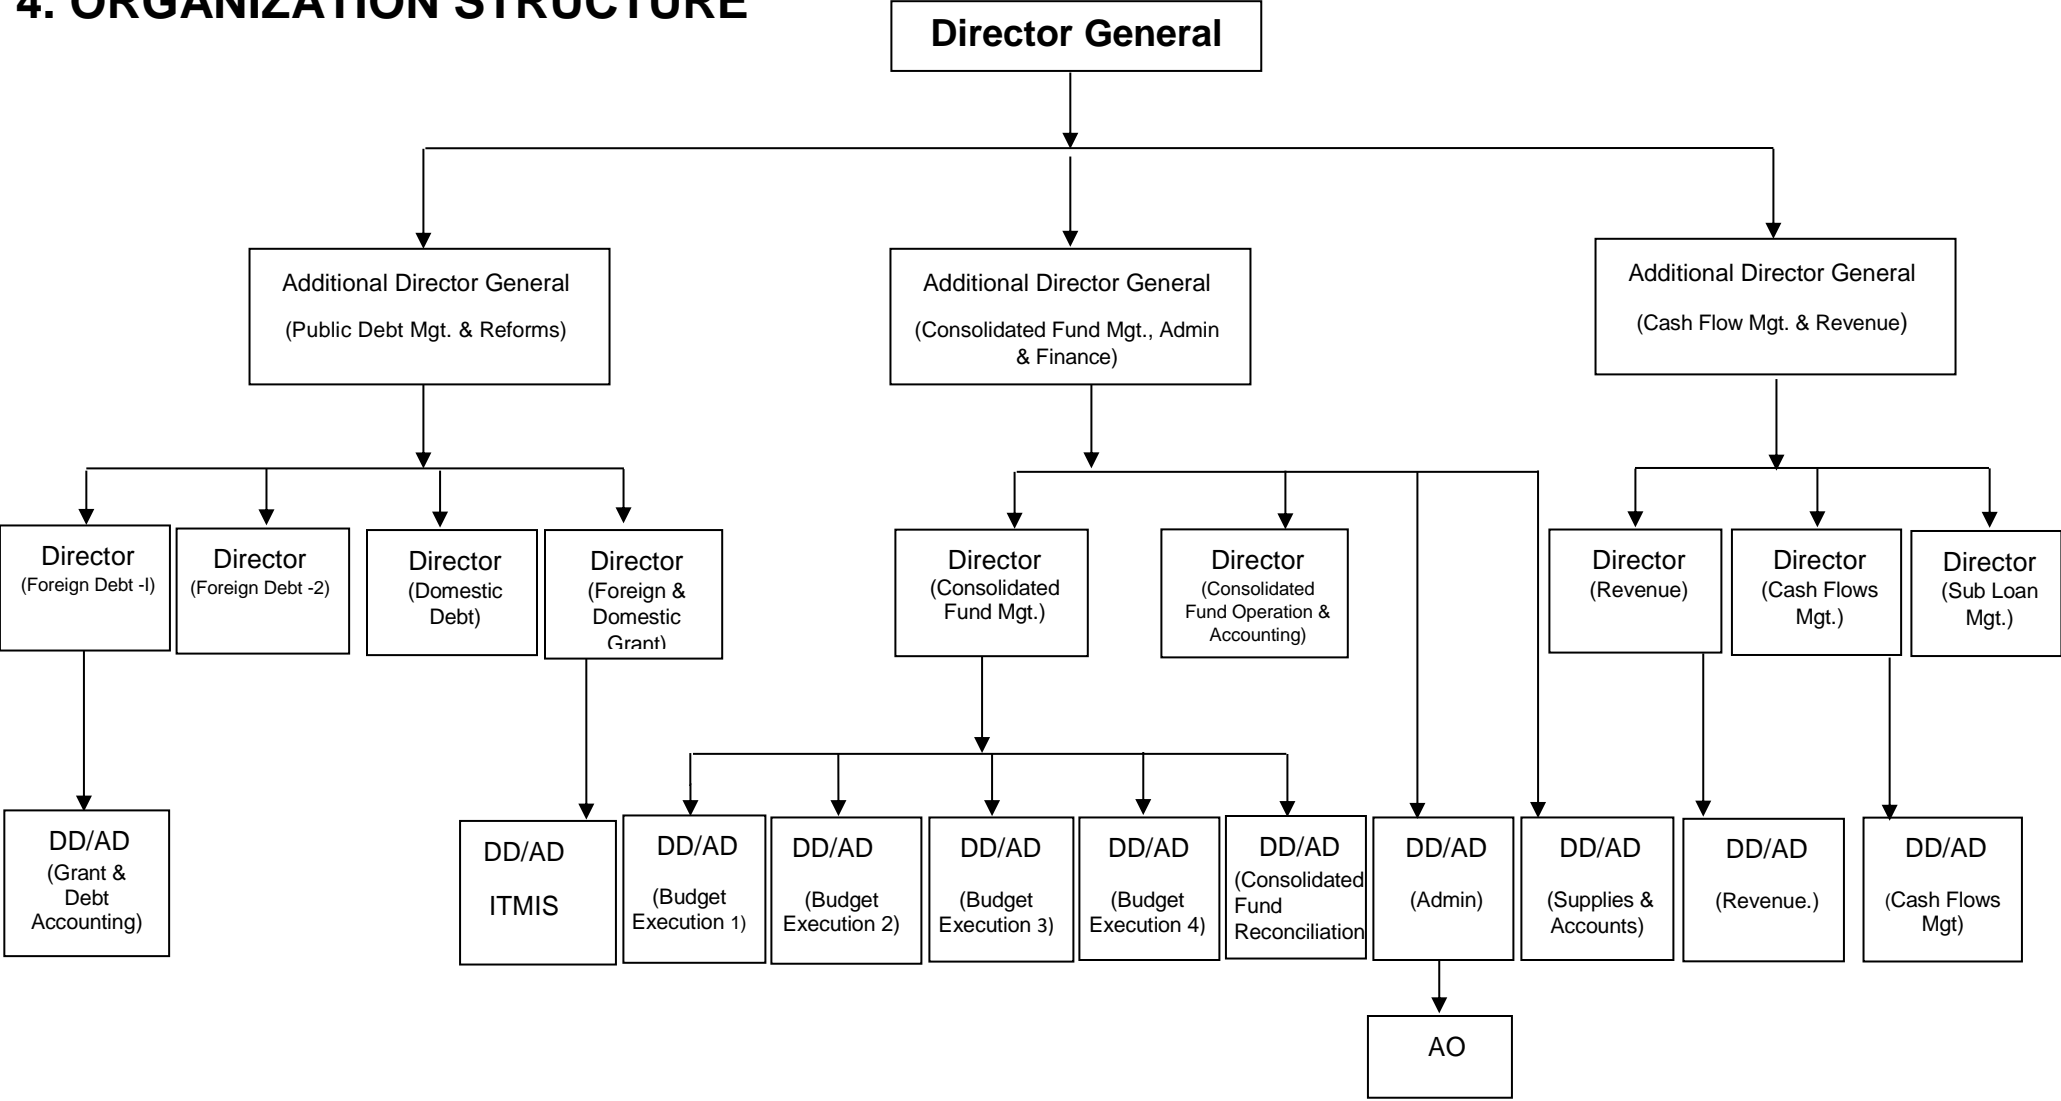 4. ORGANIZATION STRUCTURE
Director General
Additional Director General
(Public Debt Mgt. & Reforms)
Additional Director General
(Consolidated Fund Mgt., Admin
& Finance)
Additional Director General
(Cash Flow Mgt. & Revenue)
Director
(Foreign Debt -I)
Director
(Foreign Debt -2)
Director
(Domestic
Debt)
Director
(Foreign &
Domestic
Grant)
Director
(Consolidated
Fund Mgt.)
Director
(Consolidated
Fund Operation &
Accounting)
Director
(Revenue)
Director
(Cash Flows
Mgt.)
Director
(Sub Loan
Mgt.)
DD/AD
(Grant &
Debt
Accounting)
DD/AD
ITMIS
DD/AD
(Budget
Execution 1)
DD/AD
(Budget
Execution 2)
DD/AD
(Budget
Execution 3)
DD/AD
(Budget
Execution 4)
DD/AD
(Consolidated
Fund
Reconciliation
DD/AD
(Admin)
DD/AD
(Supplies &
Accounts)
DD/AD
(Revenue.)
DD/AD
(Cash Flows
Mgt)
AO